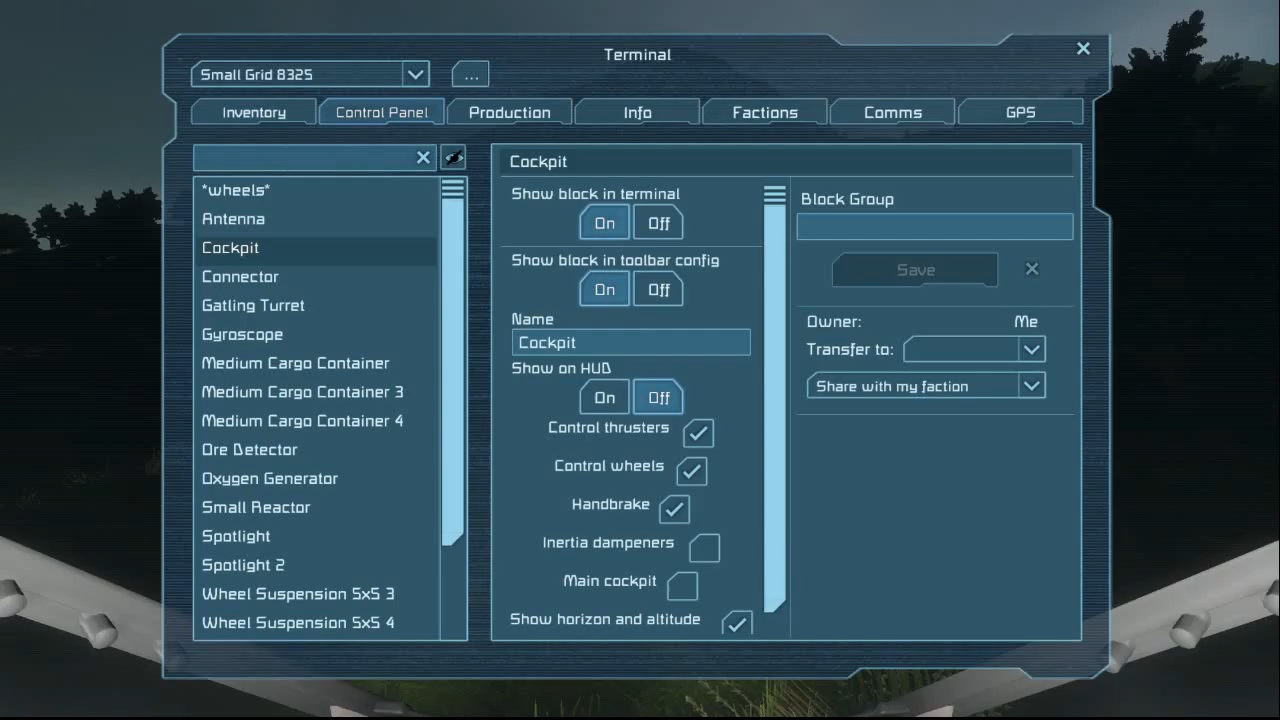 Terminal
Small Grid 8325
...
Inventory
Control Panel
Production
Info
Factions
Comms
GPS
*wheels*
Antenna
Cockpit
Connector
Gatling Turret
Gyroscope
Medium Cargo Container
Medium Cargo Container 3
Medium Cargo Container 4
Ore Detector
Oxygen Generator
Small Reactor
Spotlight
Spotlight 2
Wheel Suspension 5x5 3
Wheel Suspension 5x5 4
Cockpit
Show block in terminal
On Off
Show block in toolbar config
On Off
Name
Cockpit
Show on HUD
On Off
Control thrusters
Control wheels
Handbrake
Inertia dampeners
Main cockpit
Show horizon and altitude
Block Group
Save
Owner: Me
Transfer to:
Share with my faction